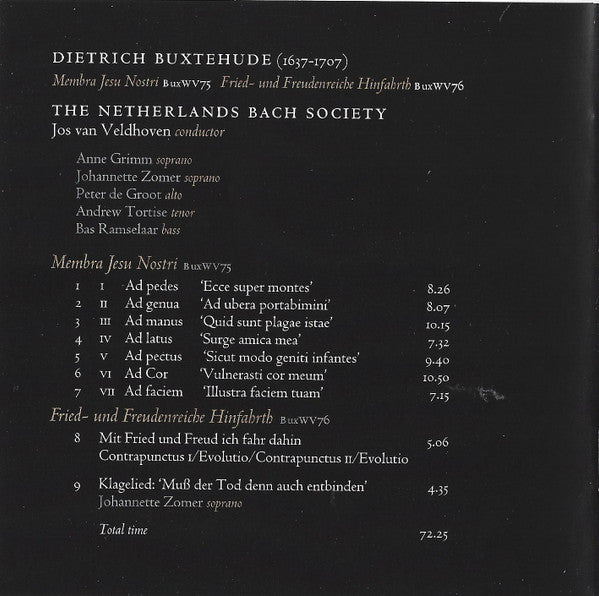 DIETRICH BUXTEHUDE (1637-1707)
Membra Jesu Nostri BuxWV75 Fried- und Freudenreiche Hinfahrth BuxWV76
THE NETHERLANDS BACH SOCIETY
Jos van Veldhoven conductor
Anne Grimm soprano
Johannette Zomer soprano
Peter de Groot alto
Andrew Tortise tenor
Bas Ramselaar bass
Membra Jesu Nostri BuxWV75
1 I Ad pedes ‘Ecce super montes’ 8.26
2 II Ad genua ‘Ad ubera portabimini’ 8.07
3 III Ad manus ‘Quid sunt plagae istae’ 10.15
4 IV Ad latus ‘Surge amica mea’ 7.32
5 V Ad pectus ‘Sicut modo geniti infantes’ 9.40
6 VI Ad Cor ‘Vulnerasti cor meum’ 10.50
7 VII Ad faciem ‘Illustra faciem tuam’ 7.15
Fried- und Freudenreiche Hinfahrth BuxWV76
8 Mit Fried und Freud ich fahr dahin 5.06
Contrapunctus I/Evolutio/Contrapunctus II/Evolutio
9 Klagelied: ‘Muß der Tod denn auch entbinden’ 4.35
Johannette Zomer soprano
Total time 72.25